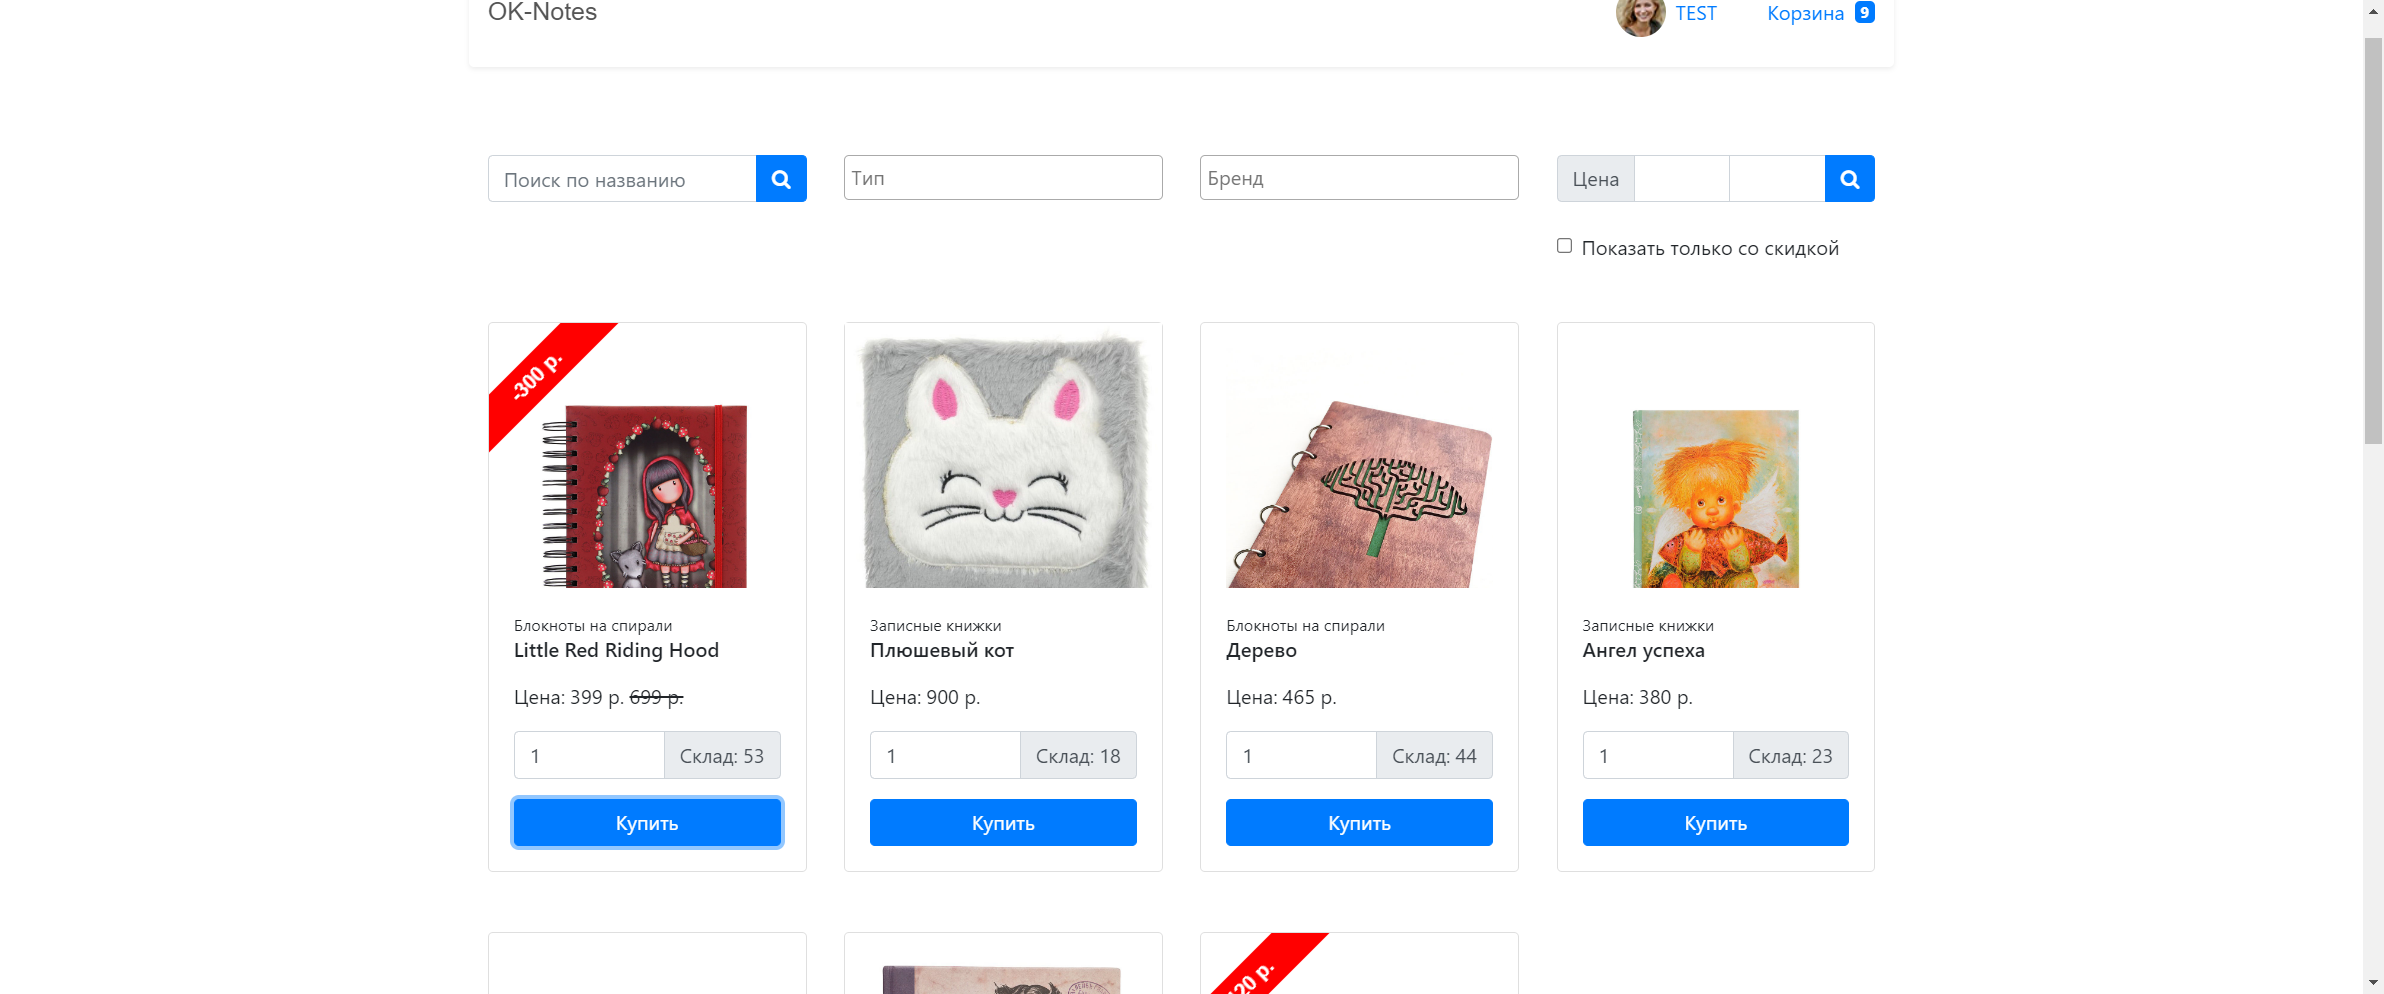 OK-Notes
TEST
Корзина 9
Поиск по названию
Тип
Бренд
Цена
Показать только со скидкой
-300 р.
Блокноты на спирали
Little Red Riding Hood
Цена: 399 р. 699 р.
1
Склад: 53
Купить
Записные книжки
Плюшевый кот
Цена: 900 р.
1
Склад: 18
Купить
Блокноты на спирали
Дерево
Цена: 465 р.
1
Склад: 44
Купить
Записные книжки
Ангел успеха
Цена: 380 р.
1
Склад: 23
Купить
20 р.